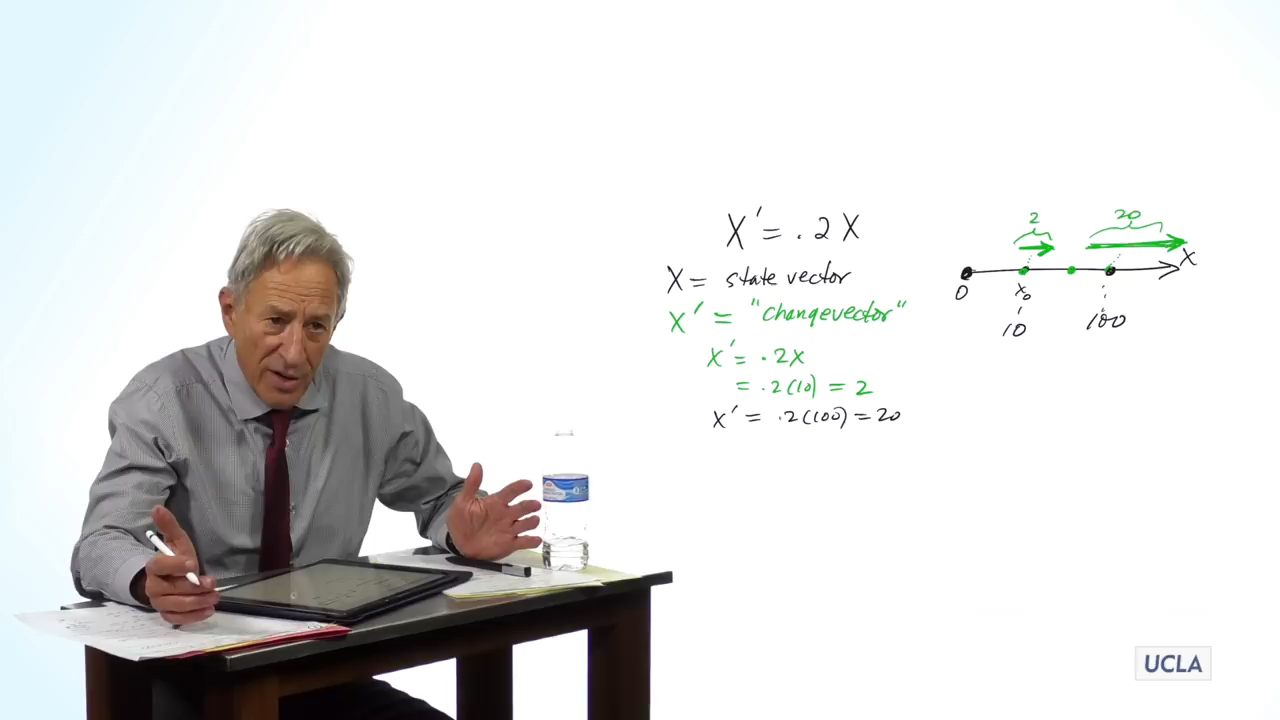 X' = .2X
X = state vector
X' = "changevector"
X' = .2X
= .2(10) = 2
X' = .2(100) = 20
2 20
X
0 x₀ 100
10
UCLA